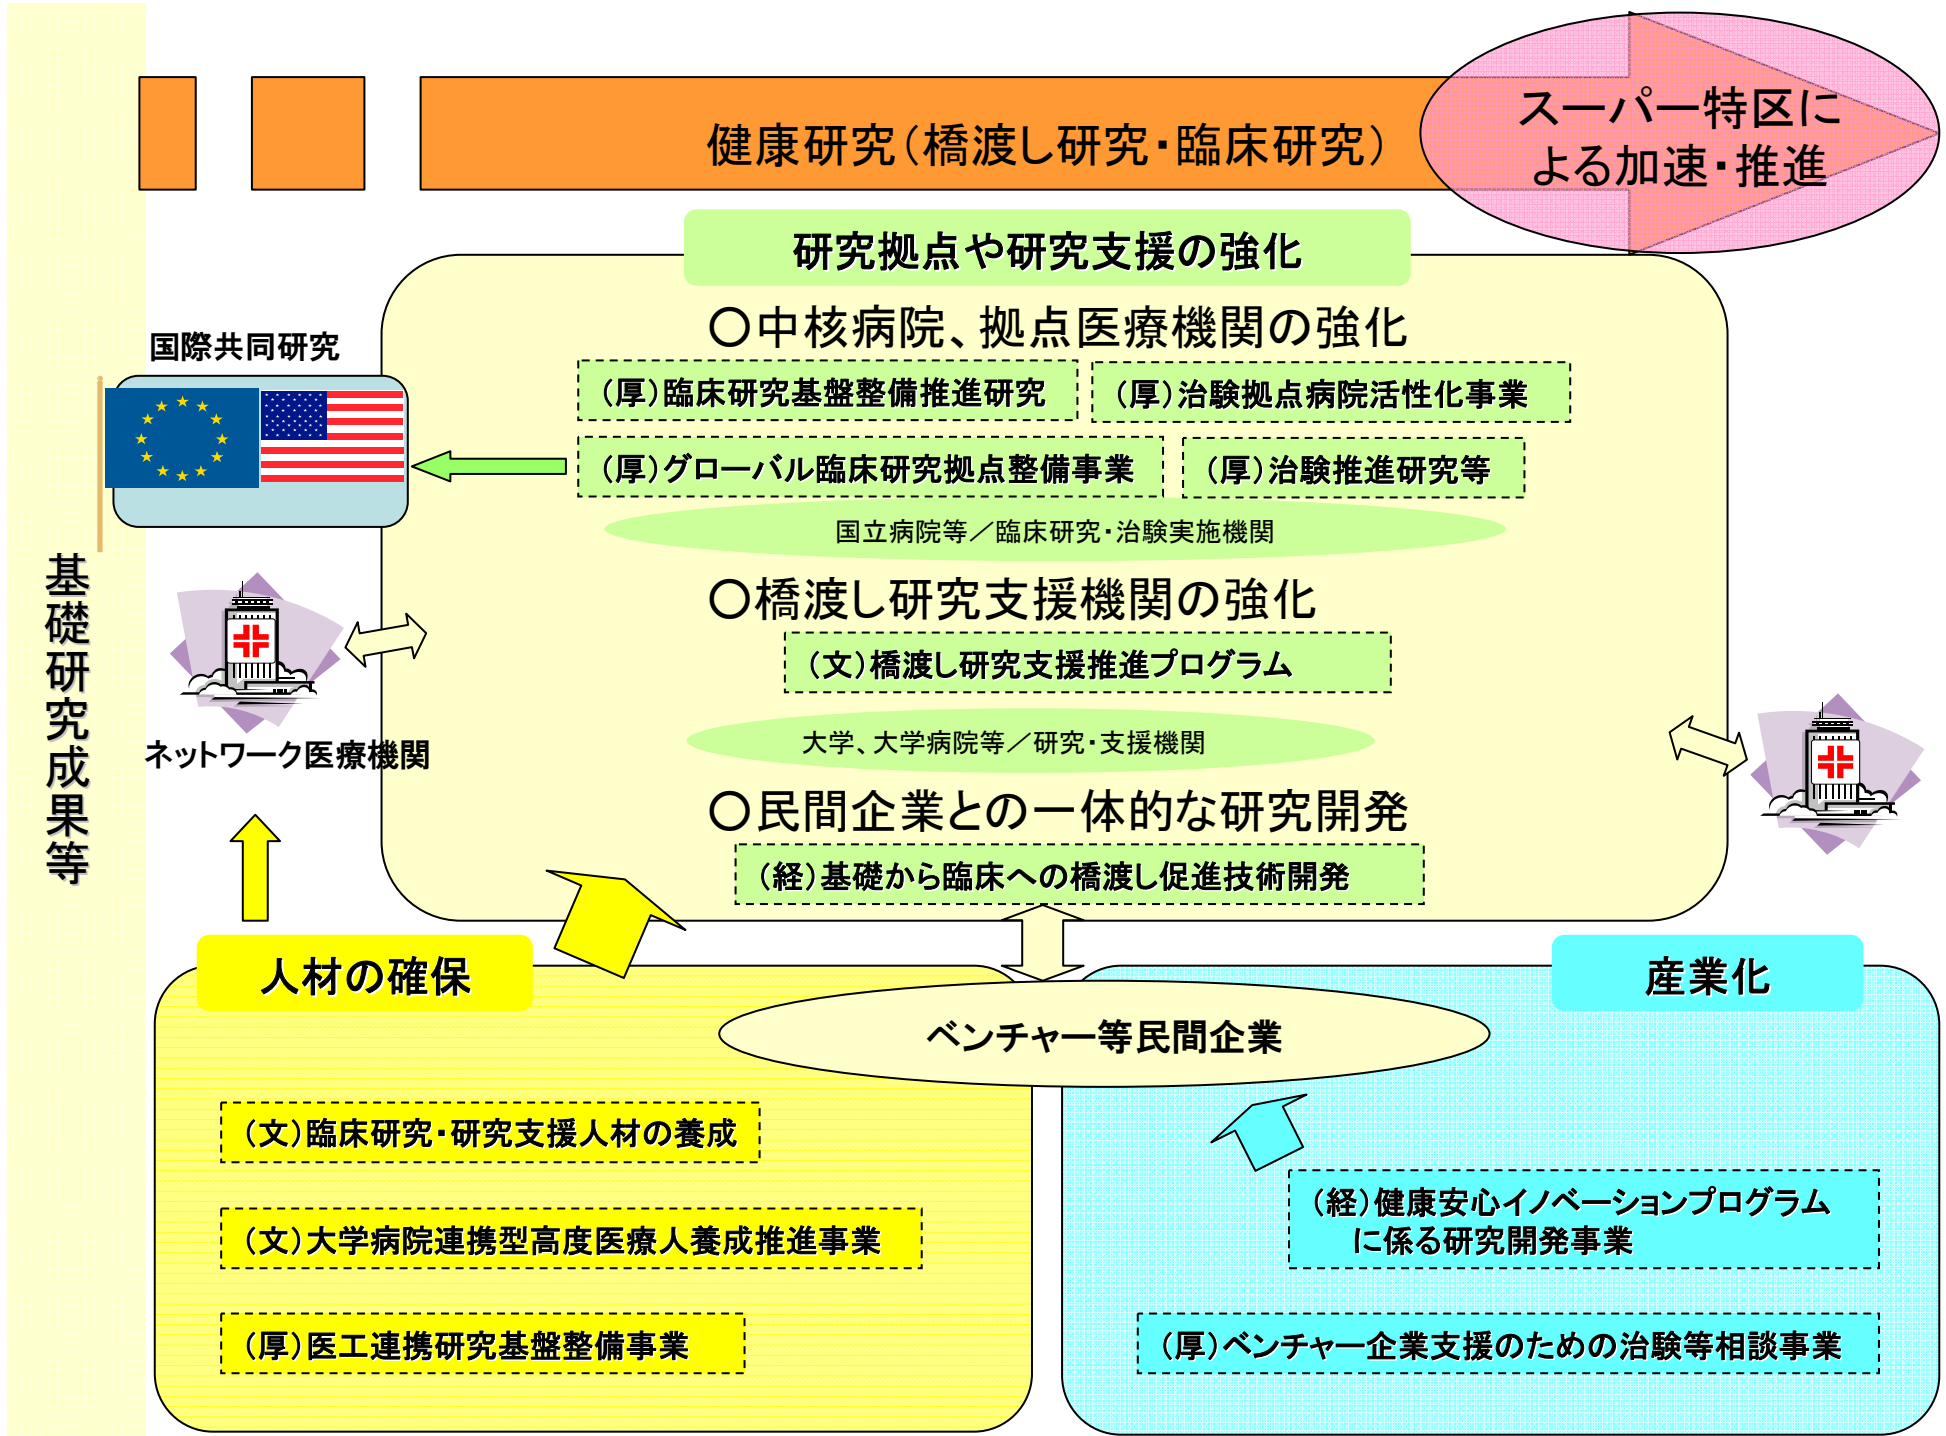 健康研究（橋渡し研究・臨床研究）
スーパー特区に
よる加速・推進
研究拠点や研究支援の強化
○中核病院、拠点医療機関の強化
国際共同研究
（厚）臨床研究基盤整備推進研究
（厚）治験拠点病院活性化事業
（厚）グローバル臨床研究拠点整備事業
（厚）治験推進研究等
国立病院等／臨床研究・治験実施機関
基礎研究成果等
○橋渡し研究支援機関の強化
（文）橋渡し研究支援推進プログラム
大学、大学病院等／研究・支援機関
ネットワーク医療機関
○民間企業との一体的な研究開発
（経）基礎から臨床への橋渡し促進技術開発
人材の確保
産業化
ベンチャー等民間企業
（文）臨床研究・研究支援人材の養成
（文）大学病院連携型高度医療人養成推進事業
（厚）医工連携研究基盤整備事業
（経）健康安心イノベーションプログラム
に係る研究開発事業
（厚）ベンチャー企業支援のための治験等相談事業